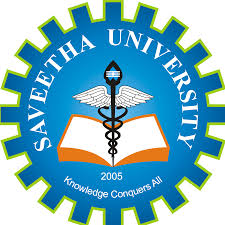 SAVEETHA UNIVERSITY
2005
Knowledge Conquers All